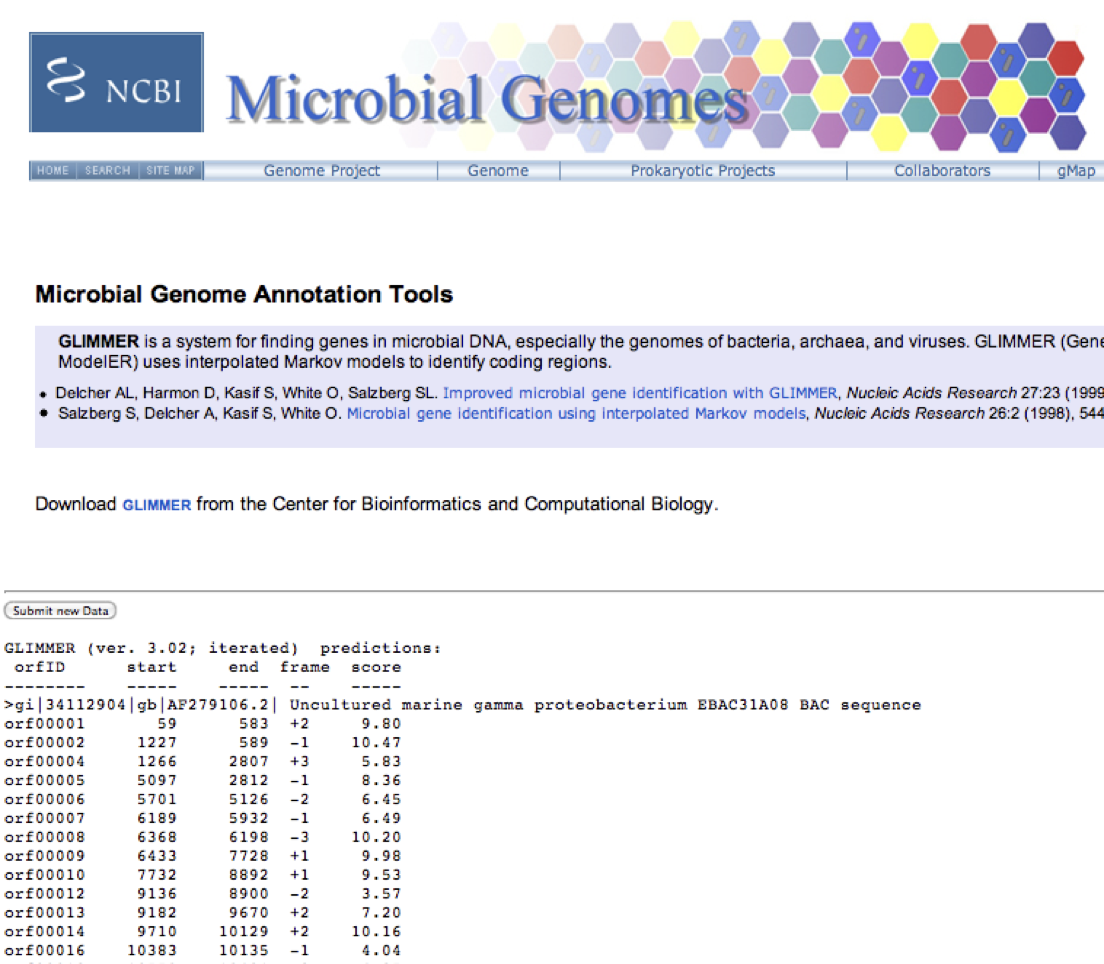 NCBI
Microbial Genomes
HOME SEARCH SITE MAP Genome Project Genome Prokaryotic Projects Collaborators gMap
Microbial Genome Annotation Tools
GLIMMER is a system for finding genes in microbial DNA, especially the genomes of bacteria, archaea, and viruses. GLIMMER (Gene
ModelER) uses interpolated Markov models to identify coding regions.
• Delcher AL, Harmon D, Kasif S, White O, Salzberg SL. Improved microbial gene identification with GLIMMER, Nucleic Acids Research 27:23 (1999
• Salzberg S, Delcher A, Kasif S, White O. Microbial gene identification using interpolated Markov models, Nucleic Acids Research 26:2 (1998), 544
Download GLIMMER from the Center for Bioinformatics and Computational Biology.
Submit new Data
GLIMMER (ver. 3.02; iterated) predictions:
orfID start end frame score
-------- ----- ----- -- -----
>gi|34112904|gb|AF279106.2| Uncultured marine gamma proteobacterium EBAC31A08 BAC sequence
orf00001 59 583 +2 9.80
orf00002 1227 589 -1 10.47
orf00004 1266 2807 +3 5.83
orf00005 5097 2812 -1 8.36
orf00006 5701 5126 -2 6.45
orf00007 6189 5932 -1 6.49
orf00008 6368 6198 -3 10.20
orf00009 6433 7728 +1 9.98
orf00010 7732 8892 +1 9.53
orf00012 9136 8900 -2 3.57
orf00013 9182 9670 +2 7.20
orf00014 9710 10129 +2 10.16
orf00016 10383 10135 -1 4.04